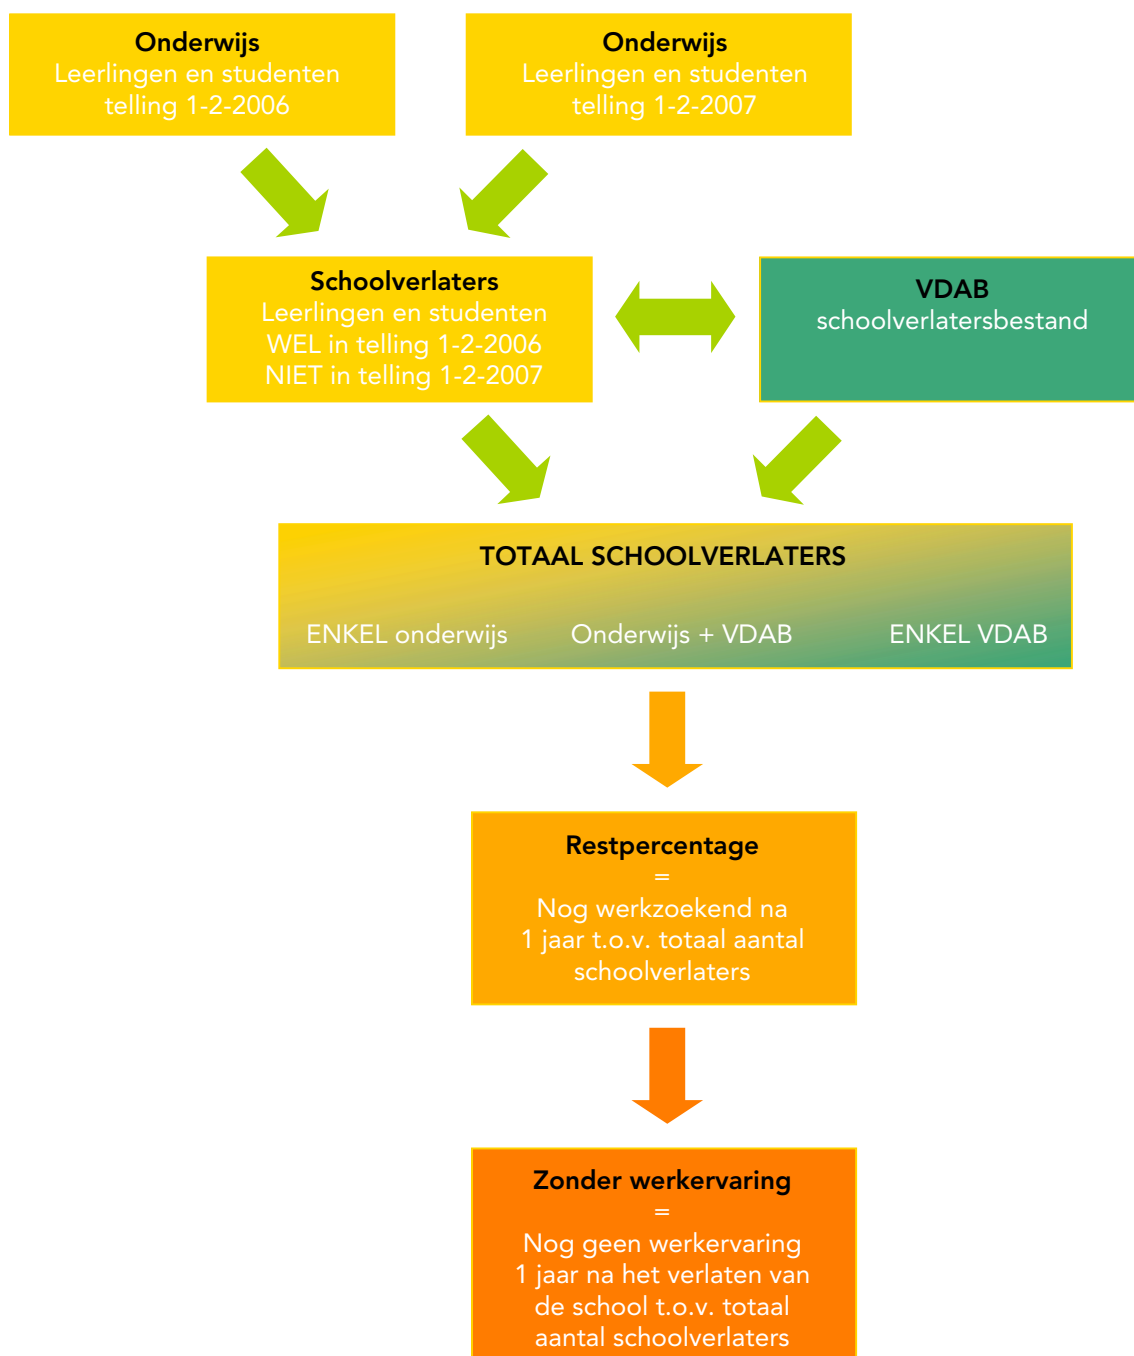 Onderwijs
Leerlingen en studenten
telling 1-2-2006
Onderwijs
Leerlingen en studenten
telling 1-2-2007
Schoolverlaters
Leerlingen en studenten
WEL in telling 1-2-2006
NIET in telling 1-2-2007
VDAB
schoolverlatersbestand
TOTAAL SCHOOLVERLATERS
ENKEL onderwijs
Onderwijs + VDAB
ENKEL VDAB
Restpercentage
=
Nog werkzoekend na
1 jaar t.o.v. totaal aantal
schoolverlaters
Zonder werkervaring
=
Nog geen werkervaring
1 jaar na het verlaten van
de school t.o.v. totaal
aantal schoolverlaters